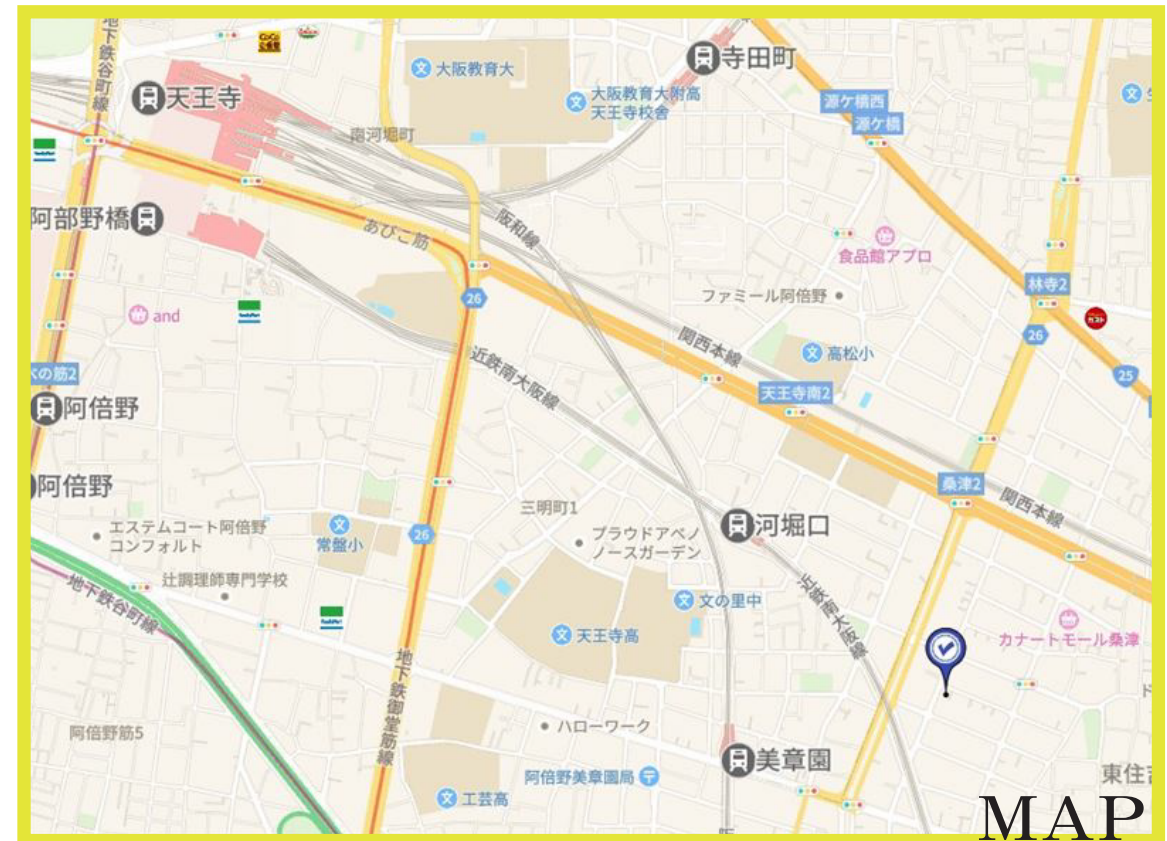 地下鉄谷町線
大阪教育大
寺田町
天王寺
大阪教育大附高
天王寺校舎
源ケ橋西
源ケ橋
南河堀町
阿部野橋
あびこ筋
阪和線
食品館アプロ
and
26
ファミール阿倍野
林寺2
ガスト
26
関西本線
高松小
25
近鉄南大阪線
天王寺南2
阿倍野
阿倍野
桑津2
関西本線
三明町1
河堀口
エステムコート阿倍野
コンフォルト
常盤小
26
プラウドアベノ
ノースガーデン
辻調理師専門学校
地下鉄谷町線
文の里中
近鉄南大阪線
天王寺高
カナートモール桑津
地下鉄御堂筋線
ハローワーク
阿倍野筋5
美章園
阿倍野美章園局
工芸高
MAP